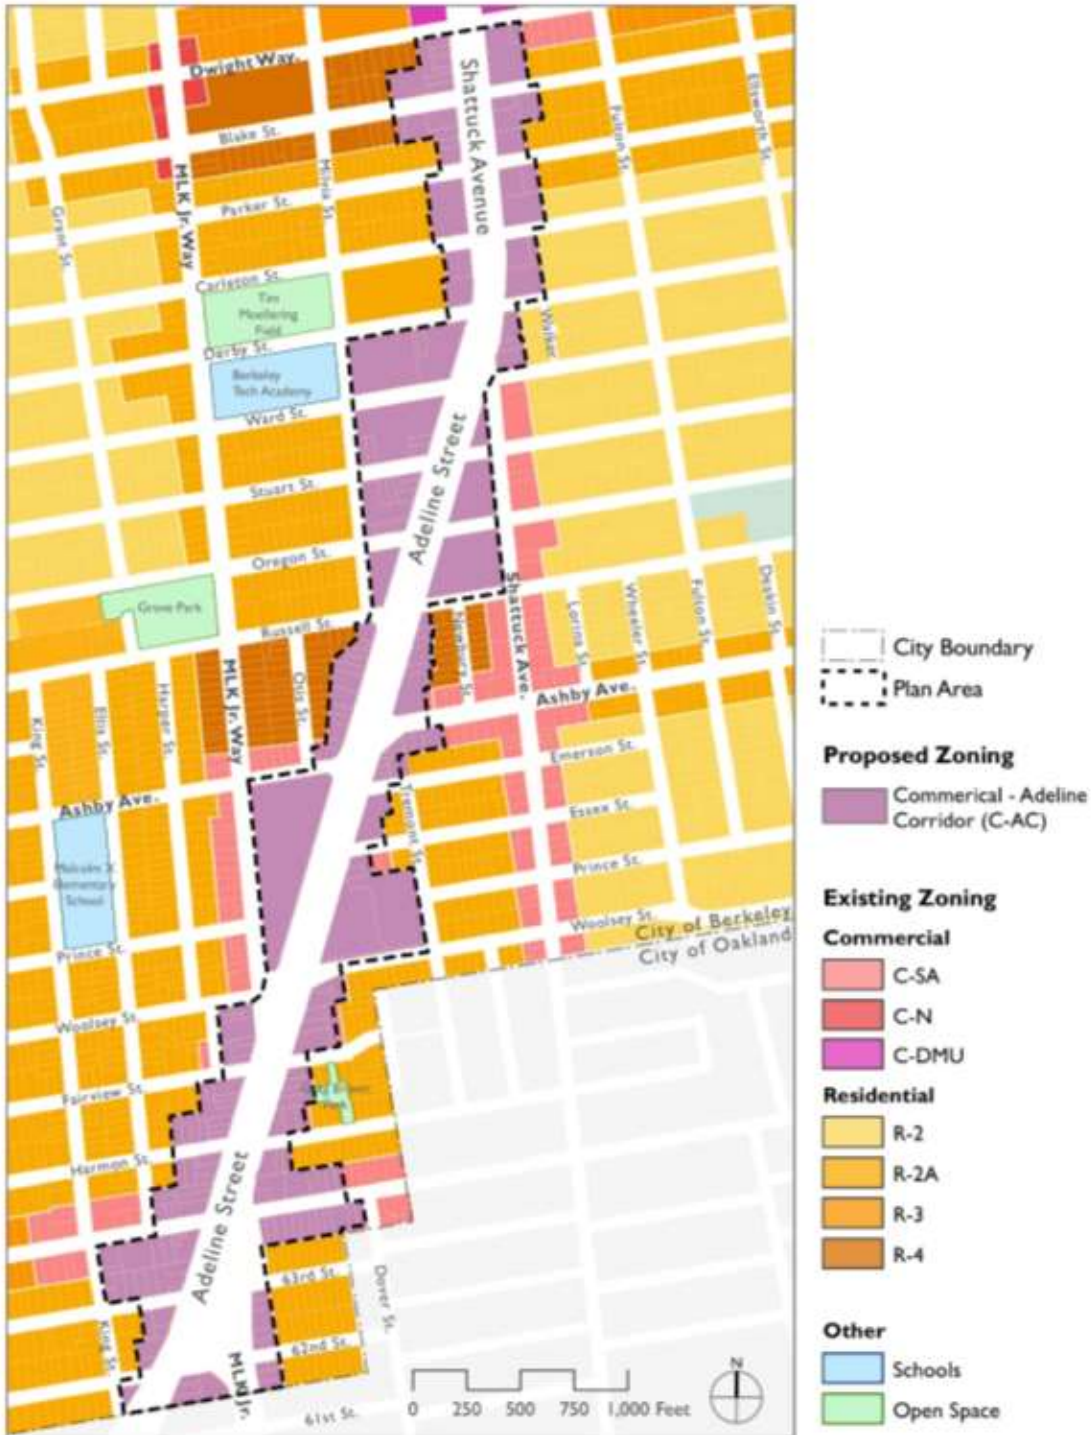 Dwight Way.
Shattuck Avenue
Ellsworth St.
Fulton St.
Blake St.
Milvia St.
MLK Jr. Way
Parker St.
Grant St.
Carleton St.
Tim
Moellering
Field
Walker
Derby St.
Berkeley
Tech Academy
Ward St.
Adeline Street
Stuart St.
Oregon St.
Shattuck Ave.
Deakin St.
Fulton St.
Wheeler St.
Lorina St.
Newbury St.
Grove Park
Russell St.
MLK Jr. Way
Otis St.
Harper St.
Ellis St.
King St.
Ashby Ave.
Emerson St.
Ashby Ave.
Tremont St.
Essex St.
Malcolm X
Elementary
School
Prince St.
Woolsey St.
City of Berkeley
City of Oakland
Prince St.
Woolsey St.
Fairview St.
Harmon St.
Adeline Street
63rd St.
Dover St.
King St.
62nd St.
MLK Jr.
61st St.
0 250 500 750 1,000 Feet
N
City Boundary
Plan Area
Proposed Zoning
Commerical - Adeline
Corridor (C-AC)
Existing Zoning
Commercial
C-SA
C-N
C-DMU
Residential
R-2
R-2A
R-3
R-4
Other
Schools
Open Space